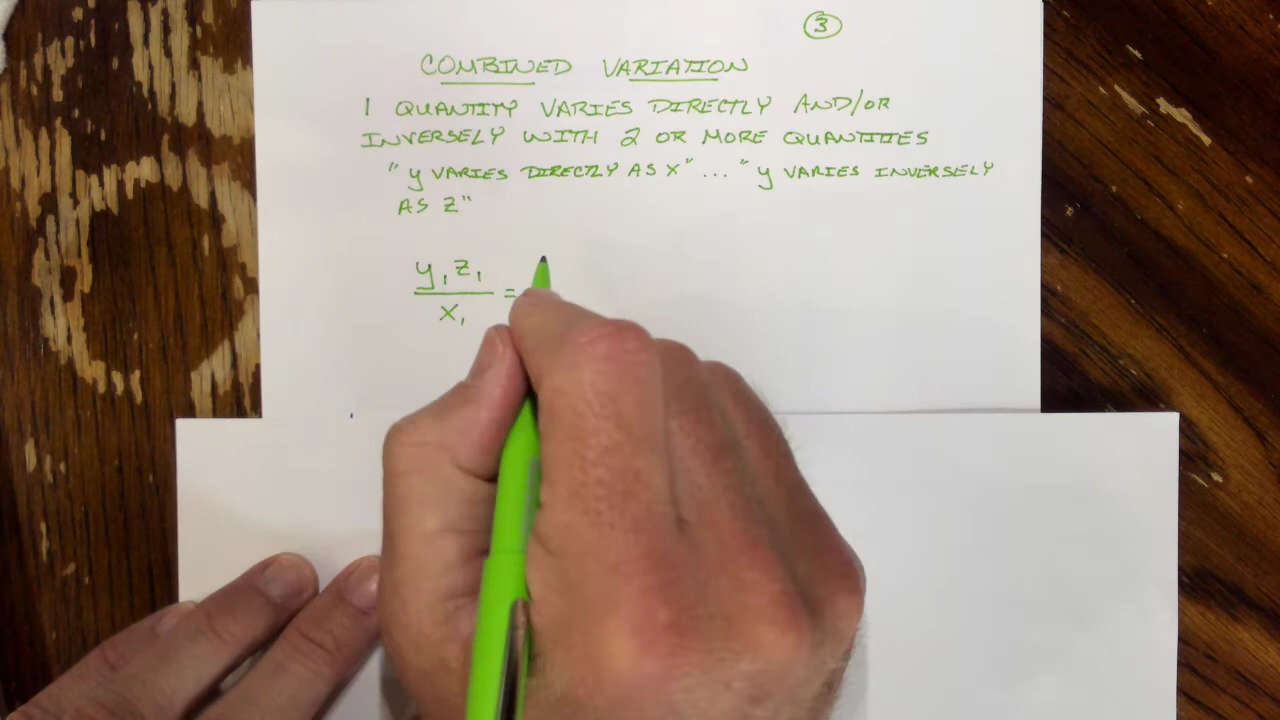 3
COMBINED VARIATION
1 QUANTITY VARIES DIRECTLY AND/OR
INVERSELY WITH 2 OR MORE QUANTITIES
"y VARIES DIRECTLY AS X" ... "y VARIES INVERSELY
AS Z"
y₁z₁
/ x₁ =